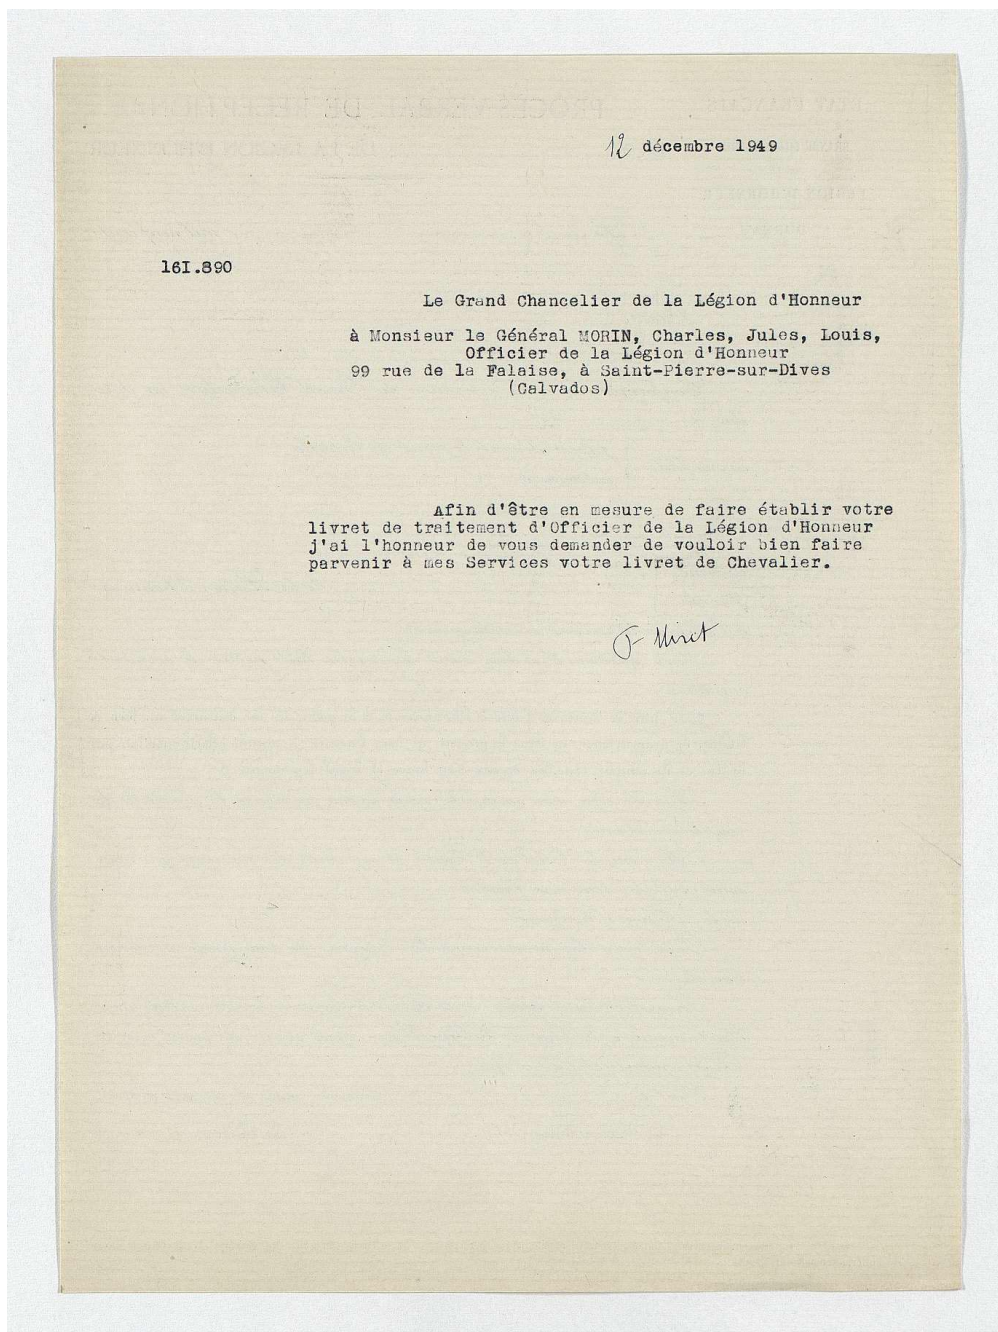 12 décembre 1949
16I.890
Le Grand Chancelier de la Légion d'Honneur
à Monsieur le Général MORIN, Charles, Jules, Louis,
Officier de la Légion d'Honneur
99 rue de la Falaise, à Saint-Pierre-sur-Dives
(Calvados)
Afin d'être en mesure de faire établir votre
livret de traitement d'Officier de la Légion d'Honneur
j'ai l'honneur de vous demander de vouloir bien faire
parvenir à mes Services votre livret de Chevalier.